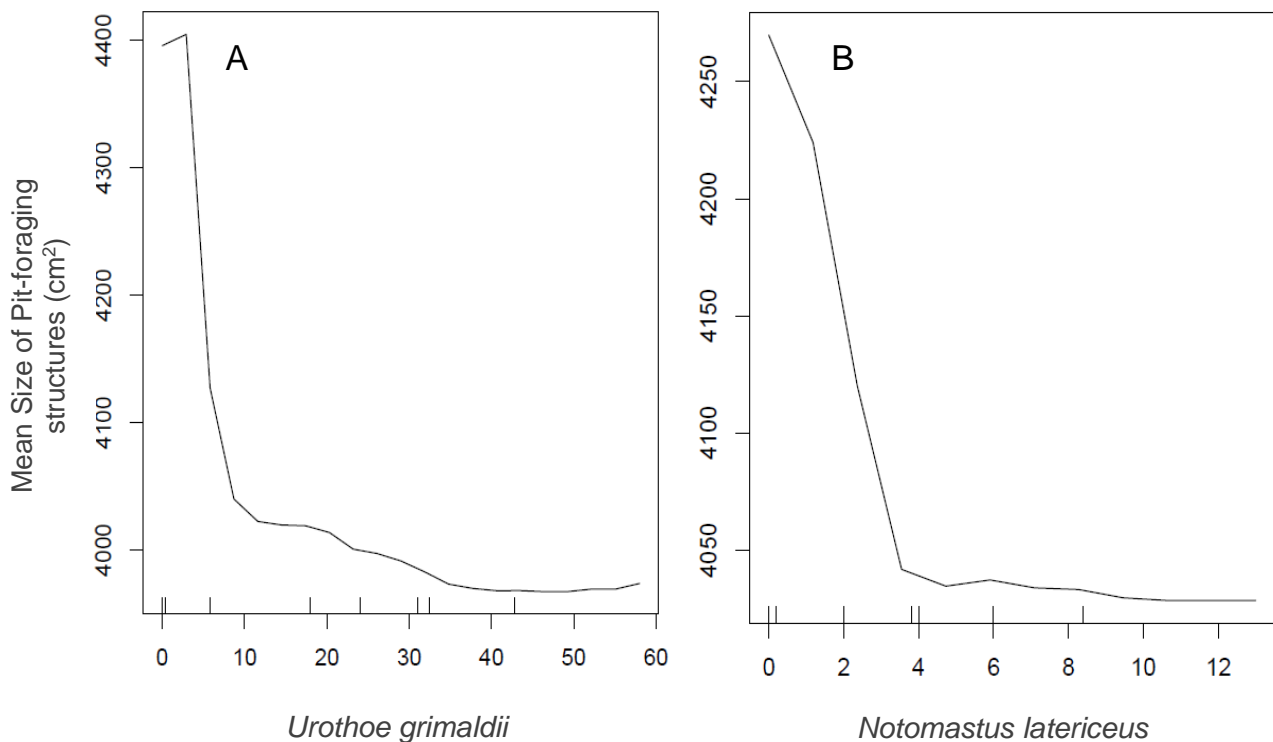 Mean Size of Pit-foraging
structures (cm²)
A
4400
4300
4200
4100
4000
0 10 20 30 40 50 60
Urothoe grimaldii
B
4250
4200
4150
4100
4050
0 2 4 6 8 10 12
Notomastus latericeus